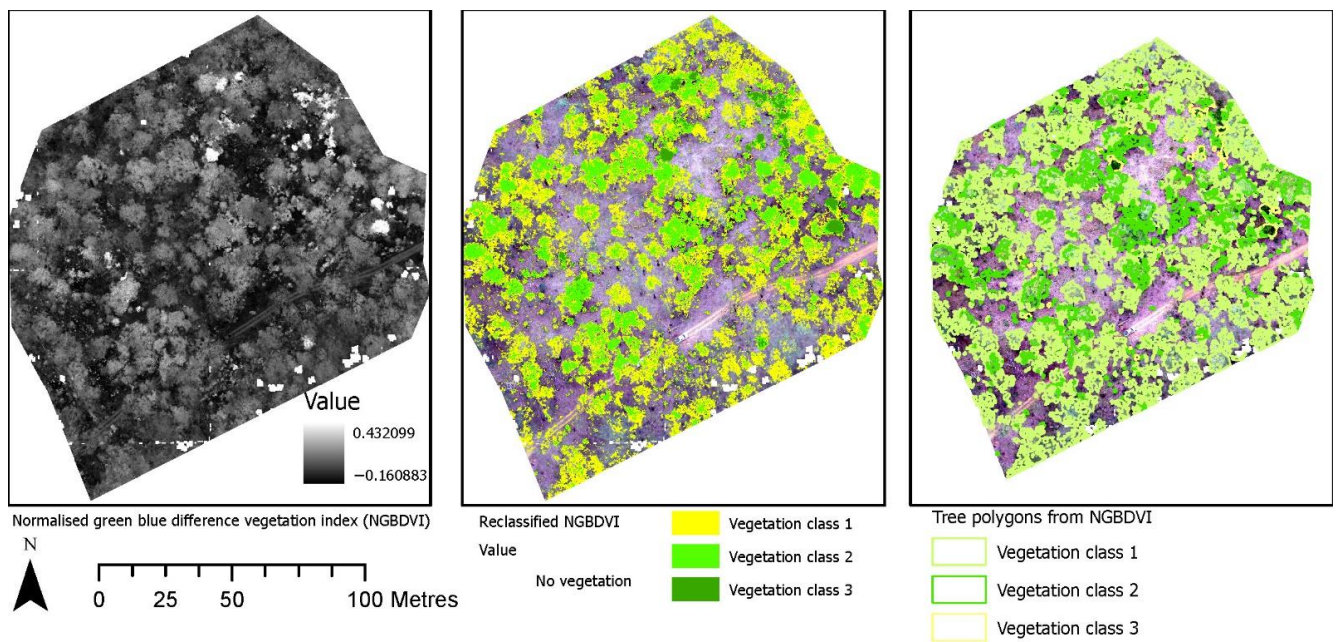 Value
0.432099
−0.160883
Normalised green blue difference vegetation index (NGBDVI)
N
0 25 50 100 Metres
Reclassified NGBDVI
Value
No vegetation
Vegetation class 1
Vegetation class 2
Vegetation class 3
Tree polygons from NGBDVI
Vegetation class 1
Vegetation class 2
Vegetation class 3